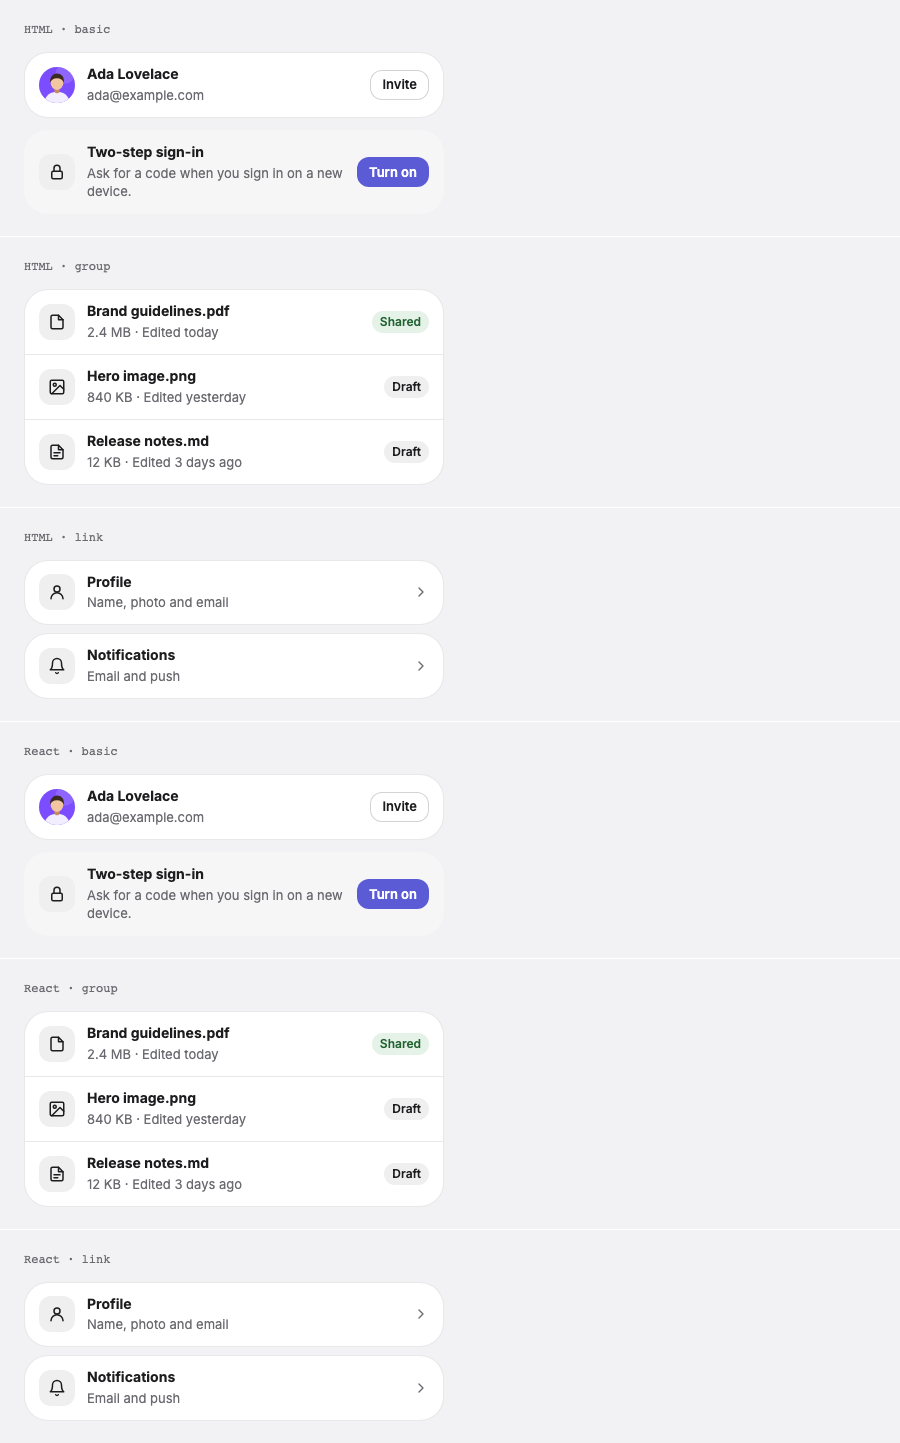 HTML · basic
Ada Lovelace
ada@example.com
Invite
Two-step sign-in
Ask for a code when you sign in on a new
device.
Turn on
HTML · group
Brand guidelines.pdf
2.4 MB · Edited today
Shared
Hero image.png
840 KB · Edited yesterday
Draft
Release notes.md
12 KB · Edited 3 days ago
Draft
HTML · link
Profile
Name, photo and email
Notifications
Email and push
React · basic
Ada Lovelace
ada@example.com
Invite
Two-step sign-in
Ask for a code when you sign in on a new
device.
Turn on
React · group
Brand guidelines.pdf
2.4 MB · Edited today
Shared
Hero image.png
840 KB · Edited yesterday
Draft
Release notes.md
12 KB · Edited 3 days ago
Draft
React · link
Profile
Name, photo and email
Notifications
Email and push